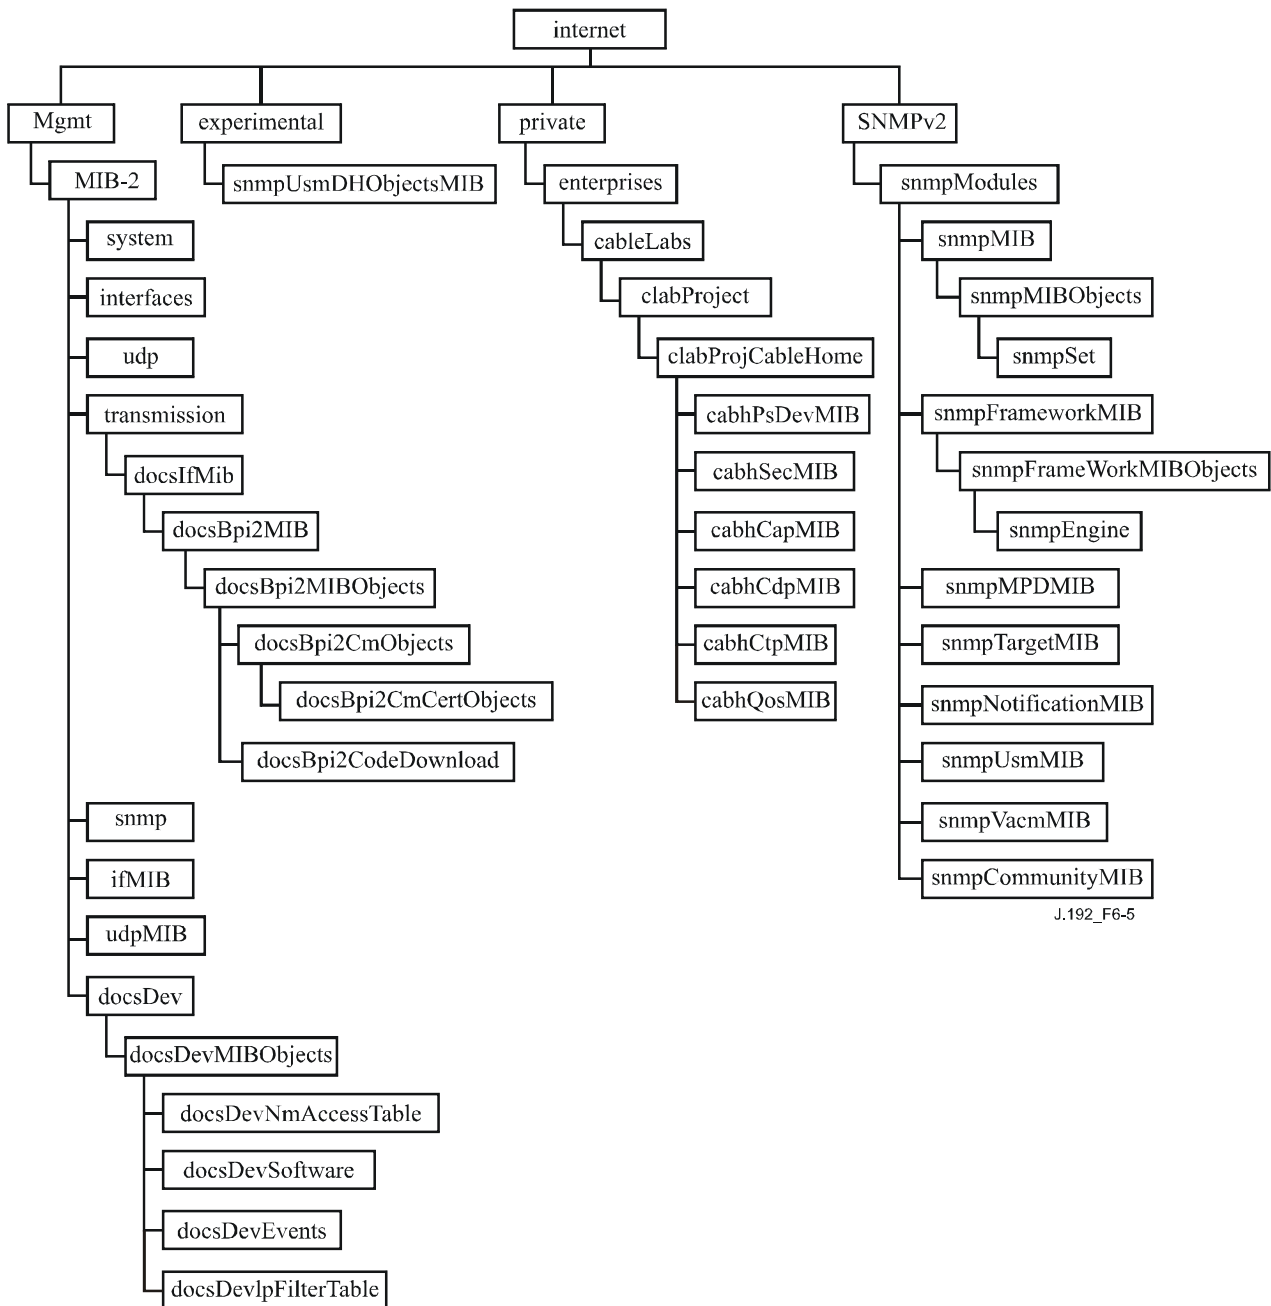 internet
Mgmt
experimental
private
SNMPv2
MIB-2
snmpUsmDHObjectsMIB
enterprises
snmpModules
system
cableLabs
snmpMIB
interfaces
clabProject
snmpMIBObjects
udp
clabProjCableHome
snmpSet
transmission
cabhPsDevMIB
snmpFrameworkMIB
docsIfMib
cabhSecMIB
snmpFrameWorkMIBObjects
docsBpi2MIB
cabhCapMIB
snmpEngine
docsBpi2MIBObjects
cabhCdpMIB
snmpMPDMIB
docsBpi2CmObjects
cabhCtpMIB
snmpTargetMIB
docsBpi2CmCertObjects
cabhQosMIB
snmpNotificationMIB
docsBpi2CodeDownload
snmpUsmMIB
snmp
snmpVacmMIB
ifMIB
snmpCommunityMIB
J.192_F6-5
udpMIB
docsDev
docsDevMIBObjects
docsDevNmAccessTable
docsDevSoftware
docsDevEvents
docsDevlpFilterTable